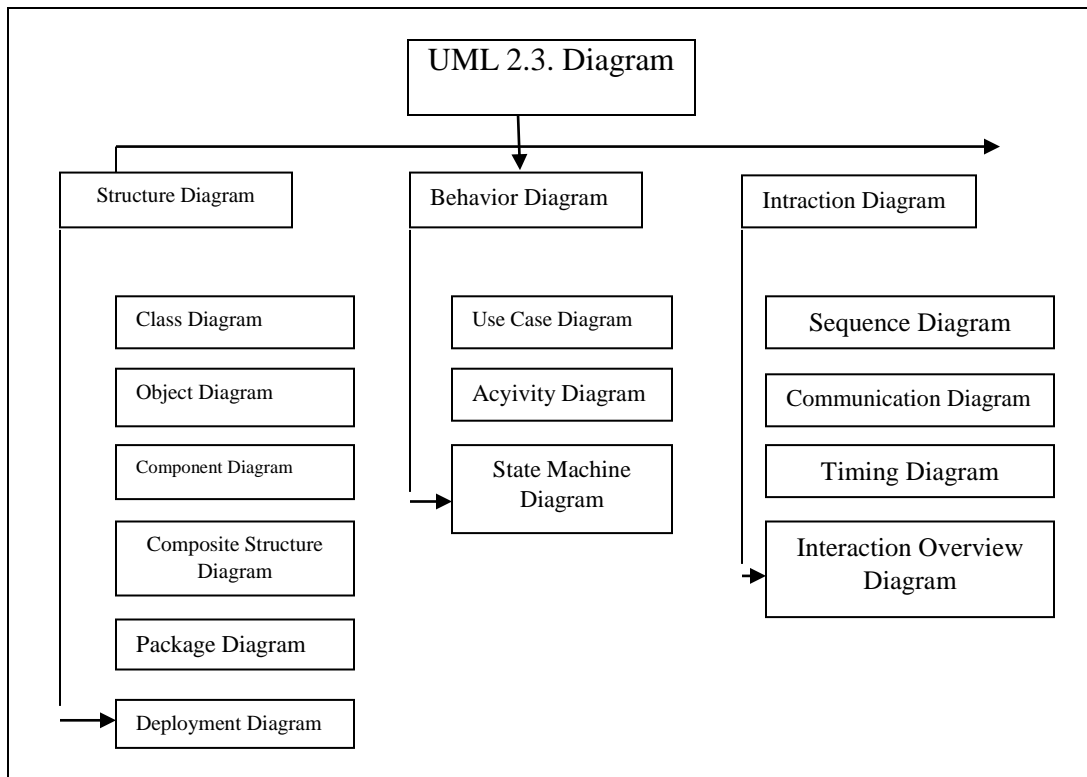 UML 2.3. Diagram
Structure Diagram
Behavior Diagram
Intraction Diagram
Class Diagram
Object Diagram
Component Diagram
Composite Structure
Diagram
Package Diagram
Deployment Diagram
Use Case Diagram
Acyivity Diagram
State Machine
Diagram
Sequence Diagram
Communication Diagram
Timing Diagram
Interaction Overview
Diagram